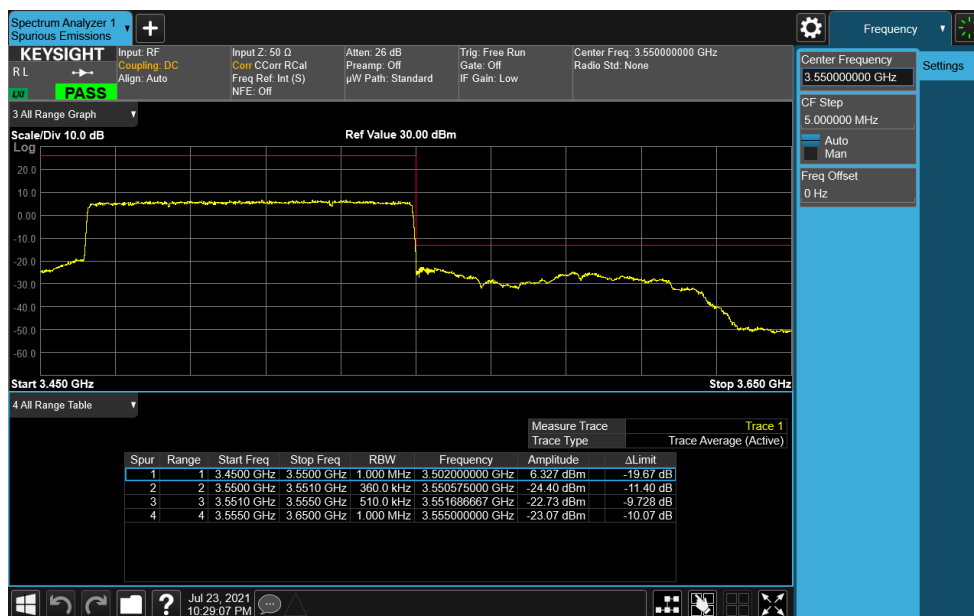 Spectrum Analyzer 1
Spurious Emissions
+
Frequency
KEYSIGHT
R L
LXI
PASS
Input: RF
Coupling: DC
Align: Auto
Input Z: 50 Ω
Corr CCorr RCal
Freq Ref: Int (S)
NFE: Off
Atten: 26 dB
Preamp: Off
µW Path: Standard
Trig: Free Run
Gate: Off
IF Gain: Low
Center Freq: 3.550000000 GHz
Radio Std: None
Center Frequency
3.550000000 GHz
Settings
CF Step
5.000000 MHz
Auto
Man
Freq Offset
0 Hz
3 All Range Graph
Scale/Div 10.0 dB
Ref Value 30.00 dBm
Log
20.0
10.0
0.00
-10.0
-20.0
-30.0
-40.0
-50.0
-60.0
Start 3.450 GHz
Stop 3.650 GHz
4 All Range Table
Measure Trace Trace 1
Trace Type Trace Average (Active)
Spur Range Start Freq Stop Freq RBW Frequency Amplitude ΔLimit
1 1 3.4500 GHz 3.5500 GHz 1.000 MHz 3.502000000 GHz 6.327 dBm -19.67 dB
2 2 3.5500 GHz 3.5510 GHz 360.0 kHz 3.550575000 GHz -24.40 dBm -11.40 dB
3 3 3.5510 GHz 3.5550 GHz 510.0 kHz 3.551686667 GHz -22.73 dBm -9.728 dB
4 4 3.5550 GHz 3.6500 GHz 1.000 MHz 3.555000000 GHz -23.07 dBm -10.07 dB
?
Jul 23, 2021
10:29:07 PM